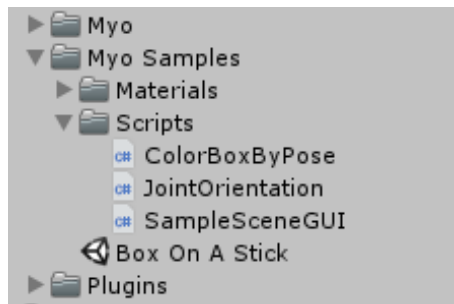 Myo
Myo Samples
Materials
Scripts
c# ColorBoxByPose
c# JointOrientation
c# SampleSceneGUI
Box On A Stick
Plugins